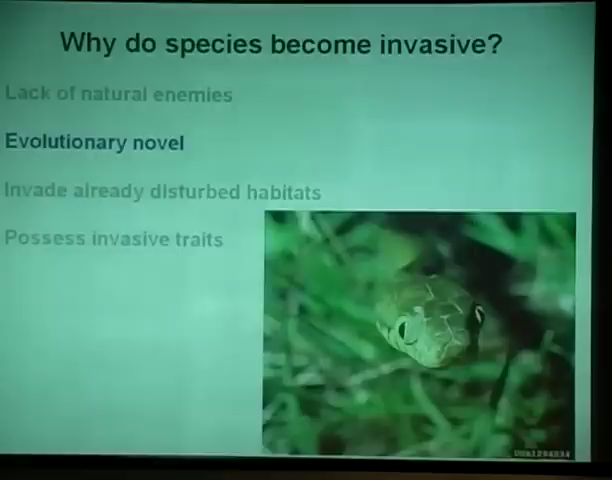 Why do species become invasive?
Lack of natural enemies
Evolutionary novel
Invade already disturbed habitats
Possess invasive traits